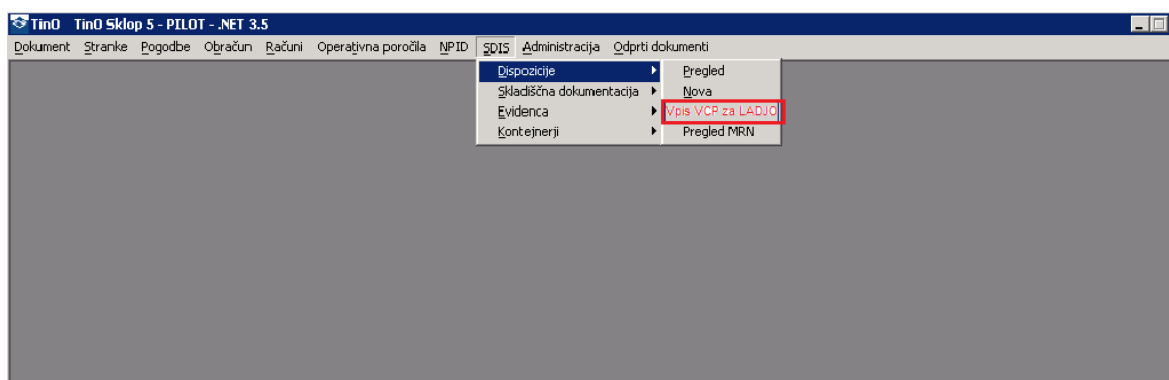 TinO TinO Sklop 5 - PILOT - .NET 3.5
Dokument Stranke Pogodbe Obračun Računi Operativna poročila NPID SDIS Administracija Odprti dokumenti
Dispozicije Pregled
Skladiščna dokumentacija Nova
Evidenca Vpis VCP za LADJO
Kontejnerji Pregled MRN